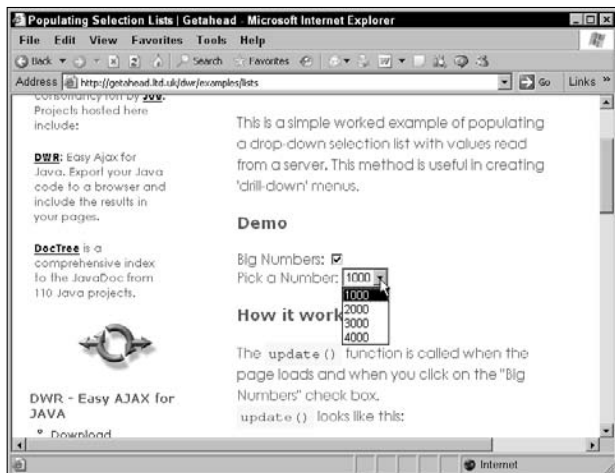 Populating Selection Lists | Getahead - Microsoft Internet Explorer
File Edit View Favorites Tools Help
Back Search Favorites
Address http://getahead.ltd.uk/dwr/examples/lists Go Links »
consultancy run by Joe.
Projects hosted here
include:
DWR: Easy Ajax for
Java. Export your Java
code to a browser and
include the results in
your pages.
DocTree is a
comprehensive index
to the JavaDoc from
110 Java projects.
DWR - Easy AJAX for
JAVA
° Download
This is a simple worked example of populating
a drop-down selection list with values read
from a server. This method is useful in creating
'drill-down' menus.
Demo
Big Numbers:
Pick a Number: 1000
1000
2000
3000
4000
How it work
The update() function is called when the
page loads and when you click on the "Big
Numbers" check box.
update() looks like this:
Internet